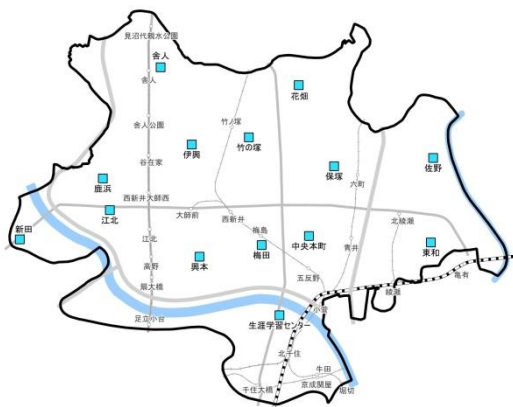 見沼代親水公園
舎人
舎人
花畑
舎人公園
竹ノ塚
伊興
竹の塚
谷在家
保塚
佐野
鹿浜
六町
西新井大師西
江北
大師前
西新井
北綾瀬
新田
梅島
江北
中央本町
青井
東和
高野
興本
梅田
扇大橋
五反野
亀有
綾瀬
足立小台
小菅
生涯学習センター
北千住
牛田
千住大橋
京成関屋
堀切